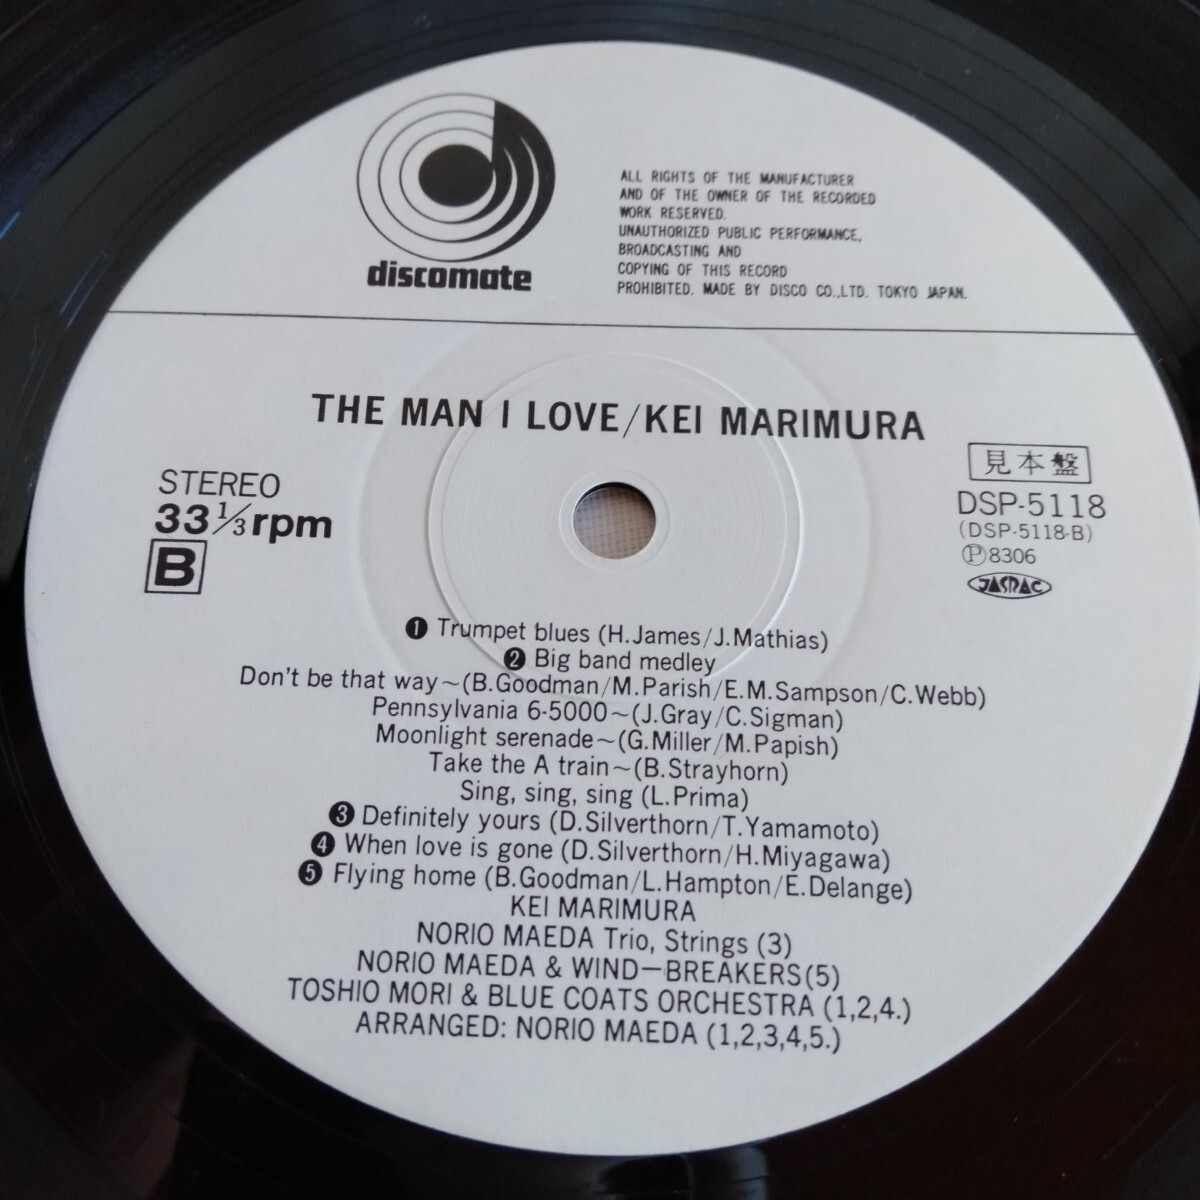 discomate
ALL RIGHTS OF THE MANUFACTURER
AND OF THE OWNER OF THE RECORDED
WORK RESERVED.
UNAUTHORIZED PUBLIC PERFORMANCE,
BROADCASTING AND
COPYING OF THIS RECORD
PROHIBITED. MADE BY DISCO CO.,LTD. TOKYO JAPAN.
THE MAN I LOVE/KEI MARIMURA
STEREO
33 1/3 rpm
B
見本盤
DSP-5118
(DSP-5118-B)
Ⓟ8306
JASRAC
❶ Trumpet blues (H.James/J.Mathias)
❷ Big band medley
Don't be that way~(B.Goodman/M.Parish/E.M.Sampson/C.Webb)
Pennsylvania 6-5000~(J.Gray/C.Sigman)
Moonlight serenade~(G.Miller/M.Papish)
Take the A train~(B.Strayhorn)
Sing, sing, sing (L.Prima)
❸ Definitely yours (D.Silverthorn/T.Yamamoto)
❹ When love is gone (D.Silverthorn/H.Miyagawa)
❺ Flying home (B.Goodman/L.Hampton/E.Delange)
KEI MARIMURA
NORIO MAEDA Trio, Strings (3)
NORIO MAEDA & WIND—BREAKERS(5)
TOSHIO MORI & BLUE COATS ORCHESTRA (1,2,4.)
ARRANGED: NORIO MAEDA (1,2,3,4,5.)